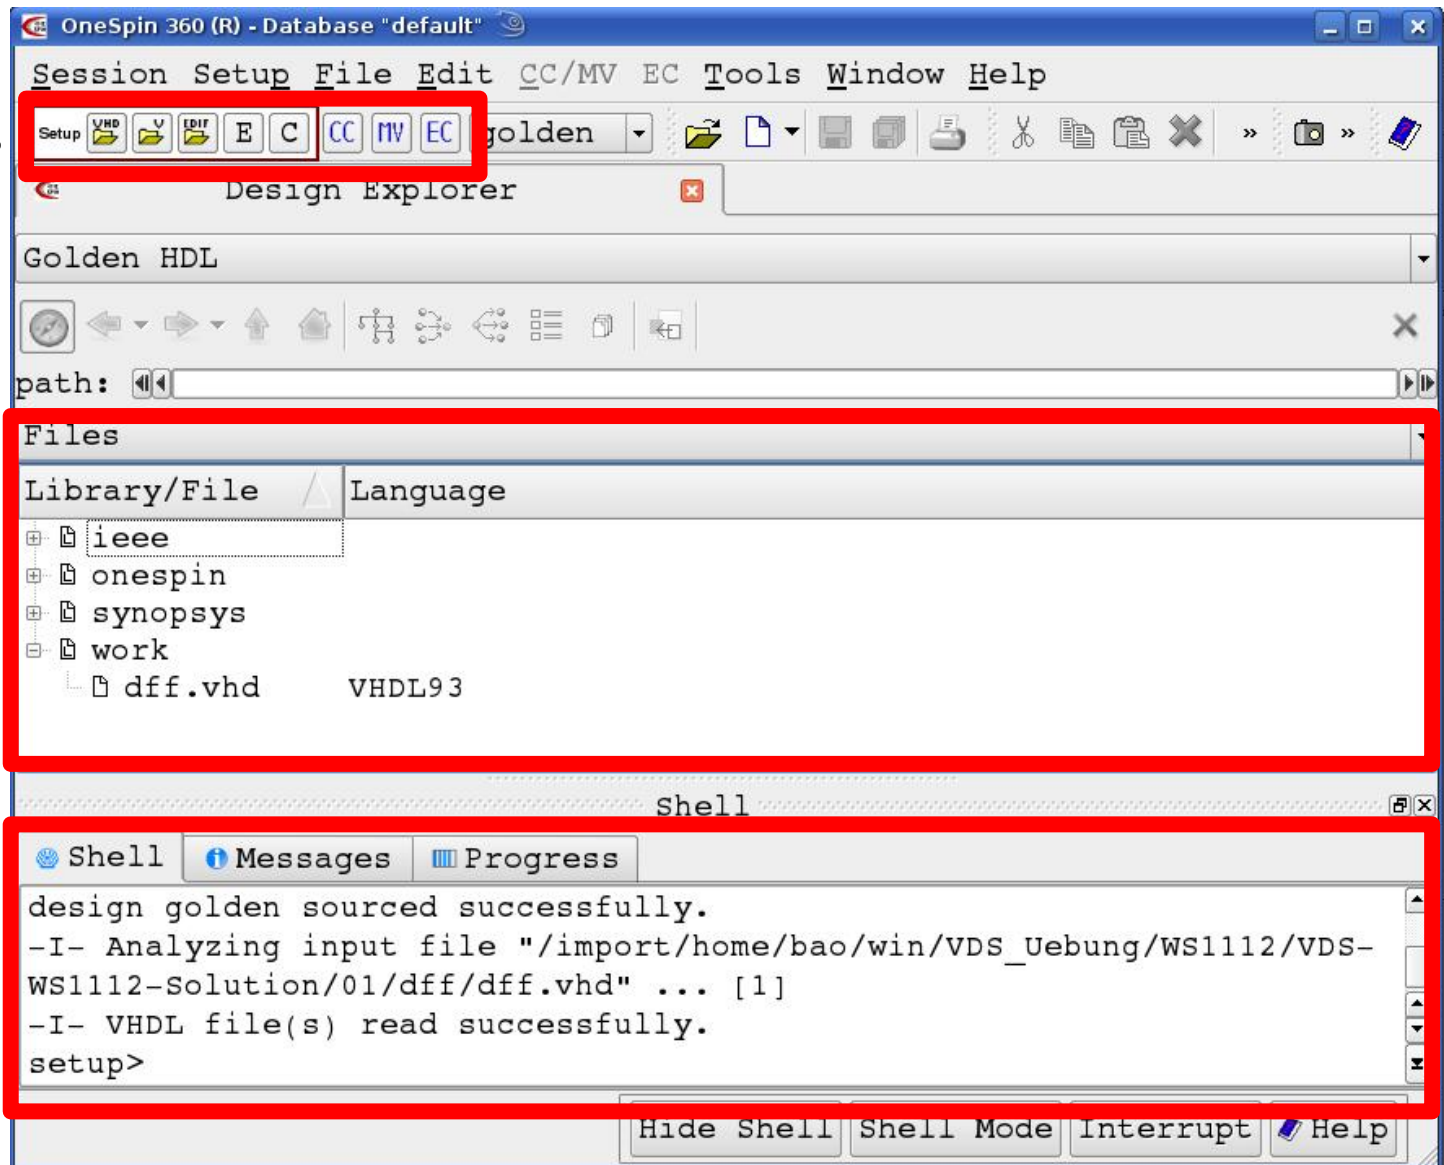 OneSpin 360 (R) - Database "default"
Session Setup File Edit CC/MV EC Tools Window Help
Setup VHD V EDIF E C CC MV EC golden » »
Design Explorer
Golden HDL
path:
Files
Library/File Language
ieee
onespin
synopsys
work
dff.vhd VHDL93
Shell
Shell Messages Progress
design golden sourced successfully.
-I- Analyzing input file "/import/home/bao/win/VDS_Uebung/WS1112/VDS-
WS1112-Solution/01/dff/dff.vhd" ... [1]
-I- VHDL file(s) read successfully.
setup>
Hide Shell Shell Mode Interrupt Help